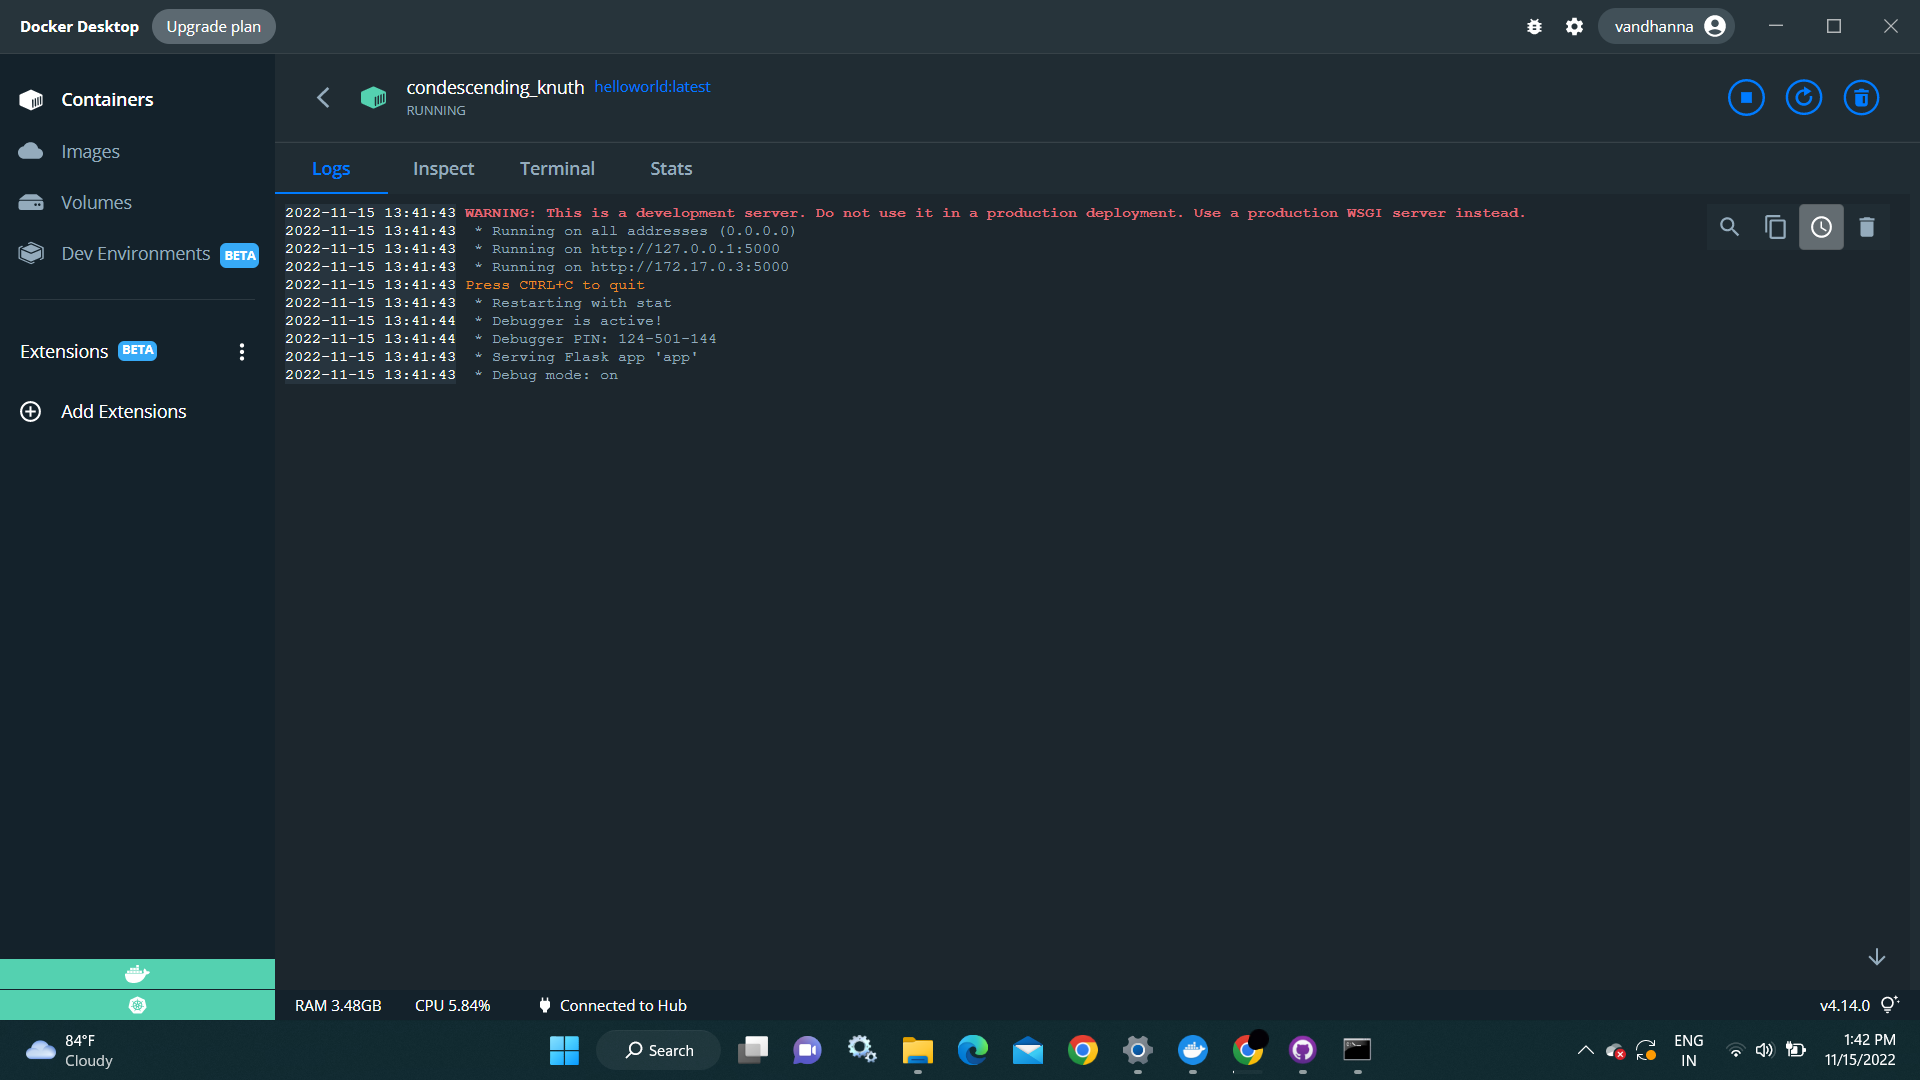 Docker Desktop
Upgrade plan
vandhanna
Containers
Images
Volumes
Dev Environments BETA
Extensions BETA
Add Extensions
condescending_knuth helloworld:latest
RUNNING
Logs Inspect Terminal Stats
2022-11-15 13:41:43 WARNING: This is a development server. Do not use it in a production deployment. Use a production WSGI server instead.
2022-11-15 13:41:43  * Running on all addresses (0.0.0.0)
2022-11-15 13:41:43  * Running on http://127.0.0.1:5000
2022-11-15 13:41:43  * Running on http://172.17.0.3:5000
2022-11-15 13:41:43 Press CTRL+C to quit
2022-11-15 13:41:43  * Restarting with stat
2022-11-15 13:41:44  * Debugger is active!
2022-11-15 13:41:44  * Debugger PIN: 124-501-144
2022-11-15 13:41:43  * Serving Flask app 'app'
2022-11-15 13:41:43  * Debug mode: on
RAM 3.48GB CPU 5.84% Connected to Hub
v4.14.0
84°F
Cloudy
Search
ENG
IN
1:42 PM
11/15/2022